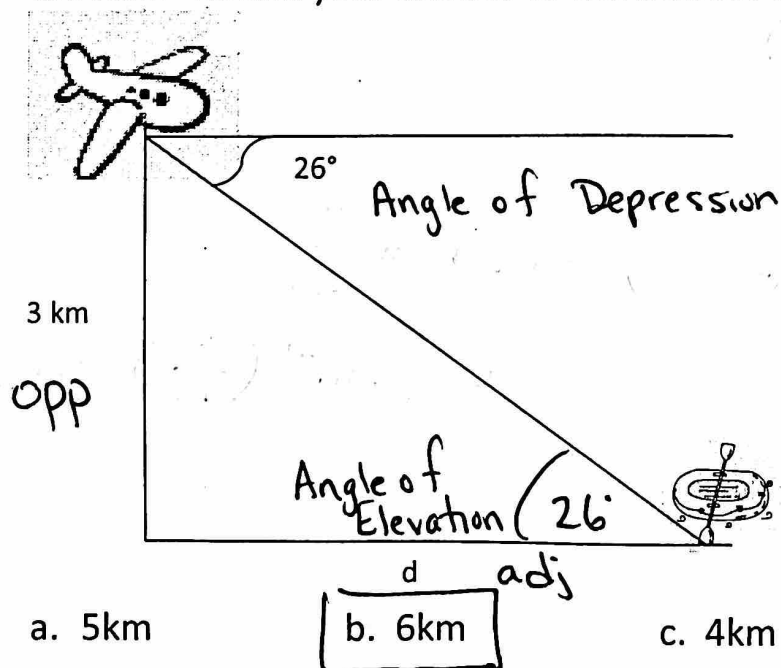 26°
Angle of Depression
3 km
opp
Angle of
Elevation
26°
d
adj
a. 5km
b. 6km
c. 4km